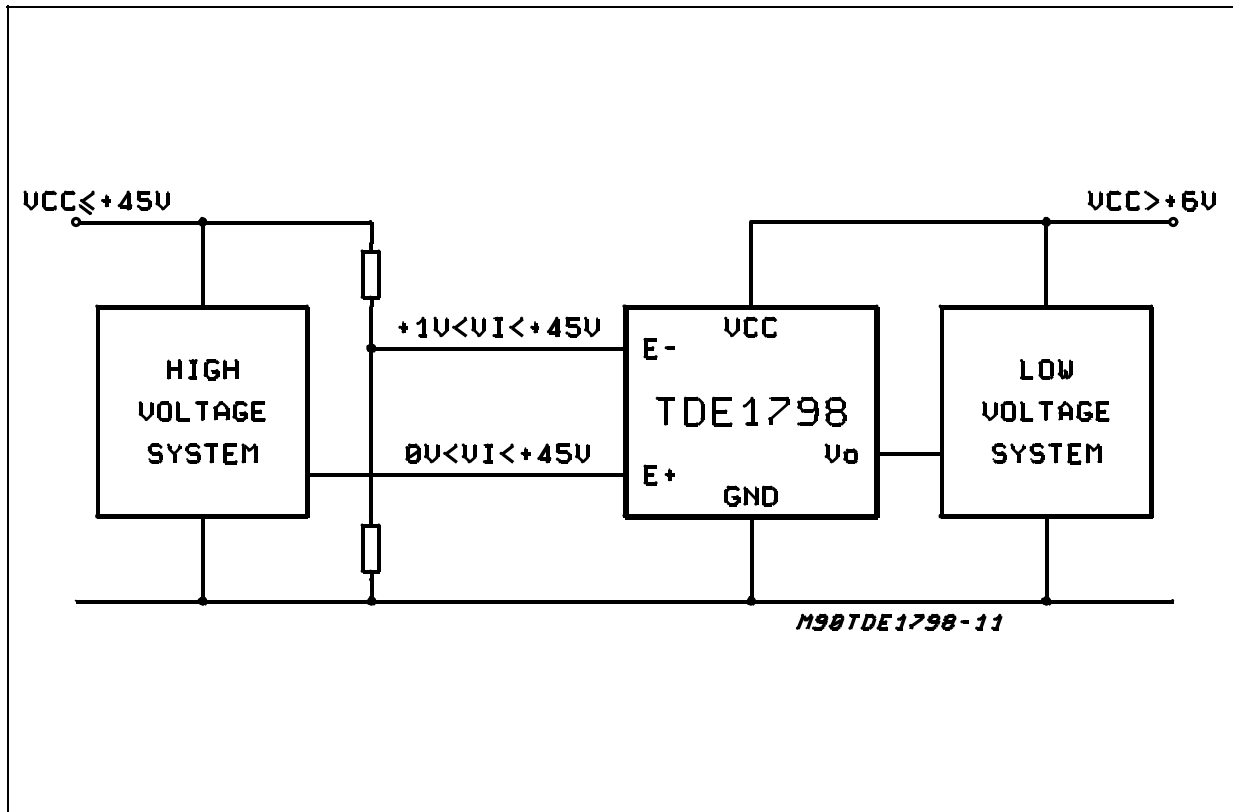 VCC≤+45V
VCC>+6V
+1V<VI<+45V
VCC
E-
HIGH
VOLTAGE
SYSTEM
TDE1798
LOW
VOLTAGE
SYSTEM
0V<VI<+45V
Vo
E+
GND
M90TDE1798-11